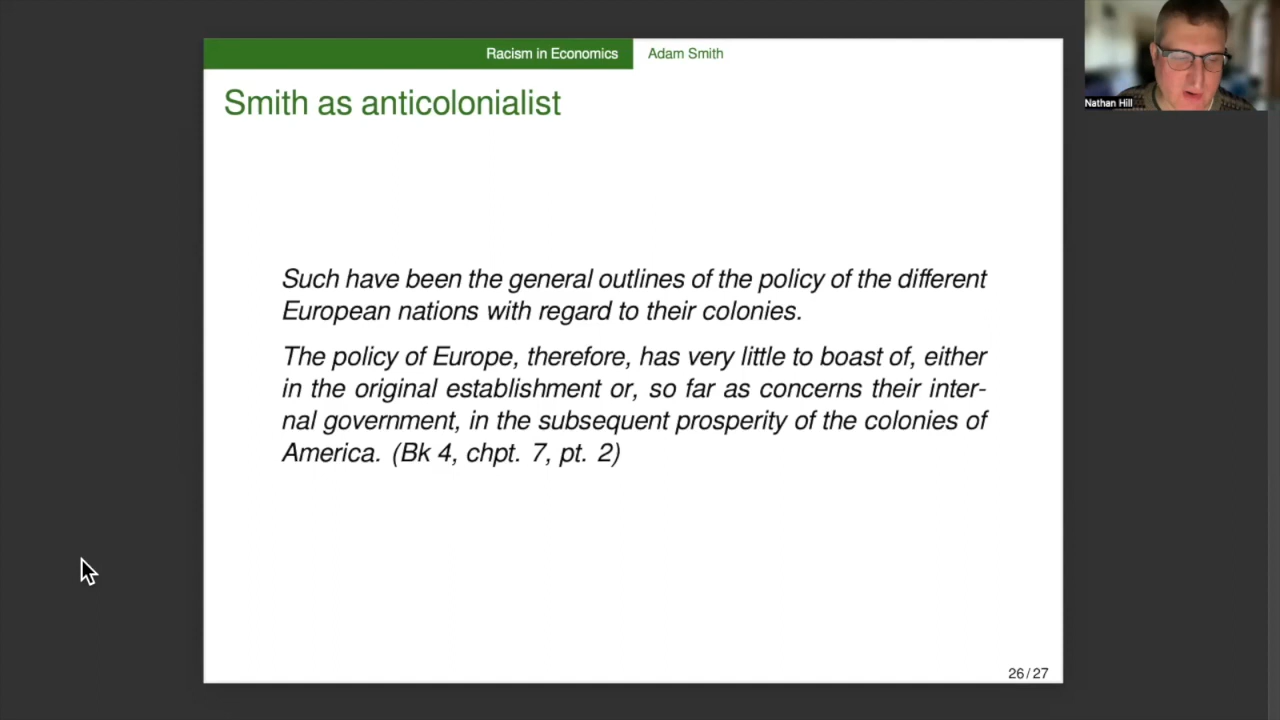 Racism in Economics
Adam Smith
Nathan Hill
Smith as anticolonialist
Such have been the general outlines of the policy of the different
European nations with regard to their colonies.
The policy of Europe, therefore, has very little to boast of, either
in the original establishment or, so far as concerns their inter-
nal government, in the subsequent prosperity of the colonies of
America. (Bk 4, chpt. 7, pt. 2)
26/27